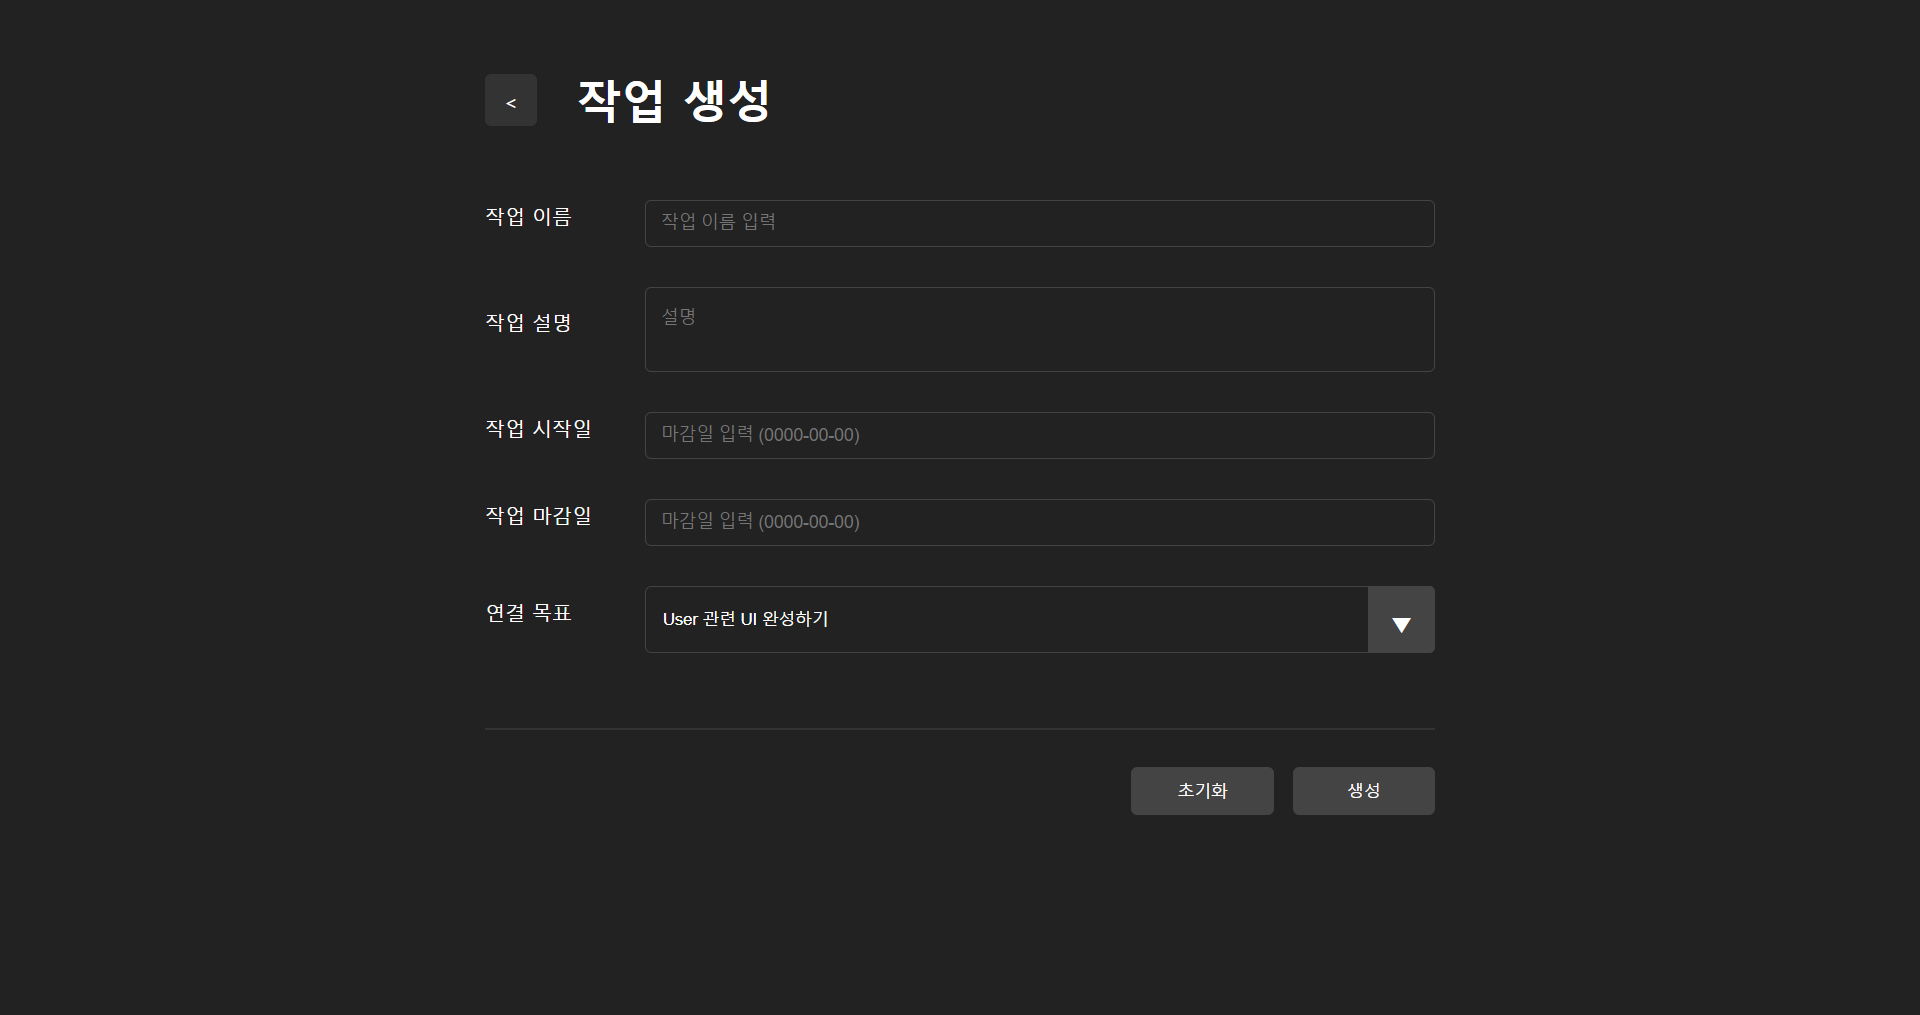 <
작업 생성
작업 이름
작업 이름 입력
작업 설명
설명
작업 시작일
마감일 입력 (0000-00-00)
작업 마감일
마감일 입력 (0000-00-00)
연결 목표
User 관련 UI 완성하기
▼
초기화
생성